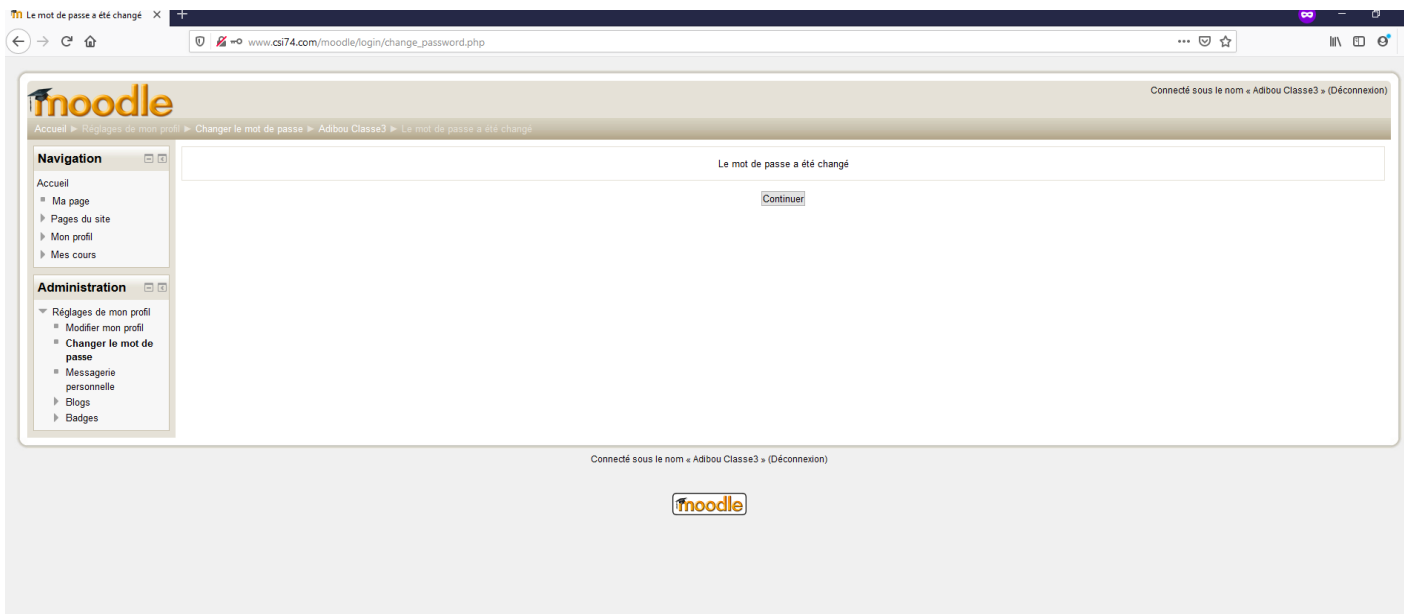 Le mot de passe a été changé
www.csi74.com/moodle/login/change_password.php
moodle
Connecté sous le nom « Adibou Classe3 » (Déconnexion)
Accueil ► Réglages de mon profil ► Changer le mot de passe ► Adibou Classe3 ► Le mot de passe a été changé
Navigation
Accueil
Ma page
Pages du site
Mon profil
Mes cours
Administration
Réglages de mon profil
Modifier mon profil
Changer le mot de
passe
Messagerie
personnelle
Blogs
Badges
Le mot de passe a été changé
Continuer
Connecté sous le nom « Adibou Classe3 » (Déconnexion)
moodle